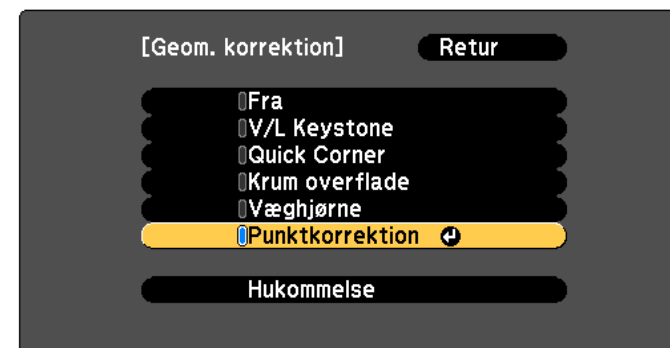 [Geom. korrektion] Retur
Fra
V/L Keystone
Quick Corner
Krum overflade
Væghjørne
Punktkorrektion
Hukommelse